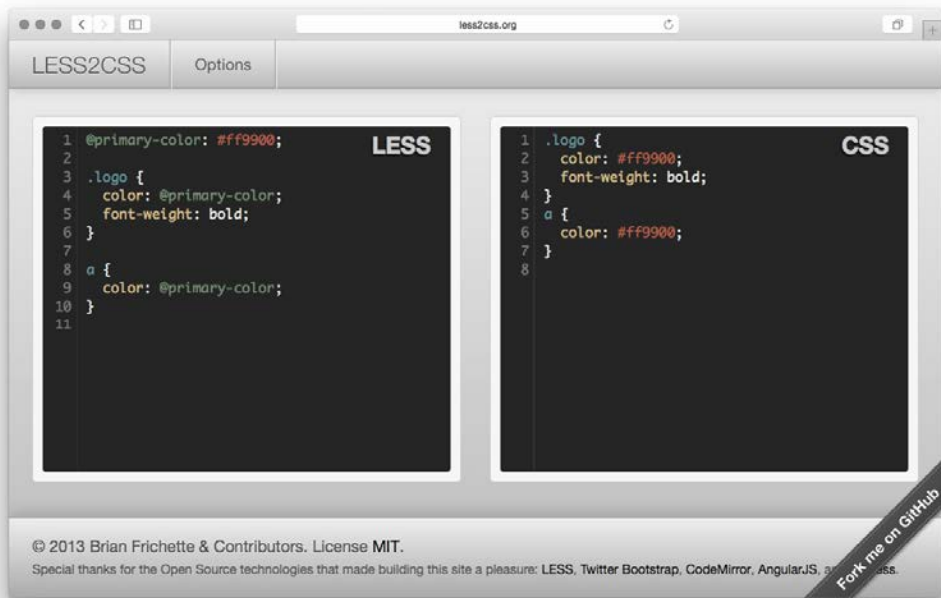 less2css.org
LESS2CSS Options
LESS
1 @primary-color: #ff9900;
2
3 .logo {
4 color: @primary-color;
5 font-weight: bold;
6 }
7
8 a {
9 color: @primary-color;
10 }
11
CSS
1 .logo {
2 color: #ff9900;
3 font-weight: bold;
4 }
5 a {
6 color: #ff9900;
7 }
8
© 2013 Brian Frichette & Contributors. License MIT.
Special thanks for the Open Source technologies that made building this site a pleasure: LESS, Twitter Bootstrap, CodeMirror, AngularJS,
Fork me on GitHub